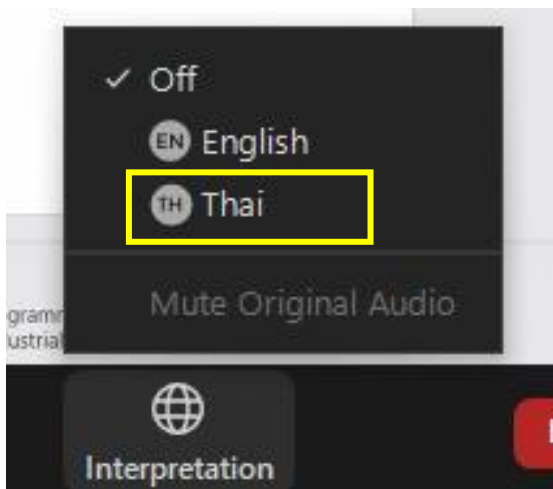 Off
EN English
TH Thai
Mute Original Audio
Interpretation